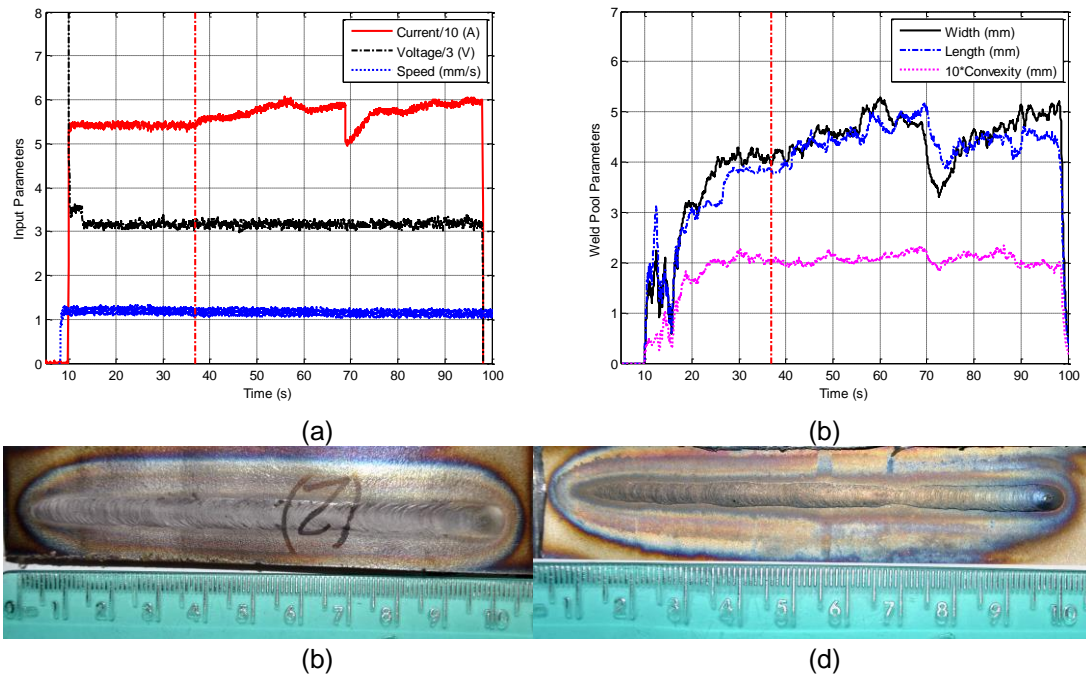 8
7
6
5
4
3
2
1
0
Input Parameters
Current/10 (A)
Voltage/3 (V)
Speed (mm/s)
10 20 30 40 50 60 70 80 90 100
Time (s)
(a)
7
6
5
4
3
2
1
0
Weld Pool Parameters
Width (mm)
Length (mm)
10*Convexity (mm)
10 20 30 40 50 60 70 80 90 100
Time (s)
(b)
(2)
0 1 2 3 4 5 6 7 8 9 10
(b)
1 2 3 4 5 6 7 8 9 10
(d)